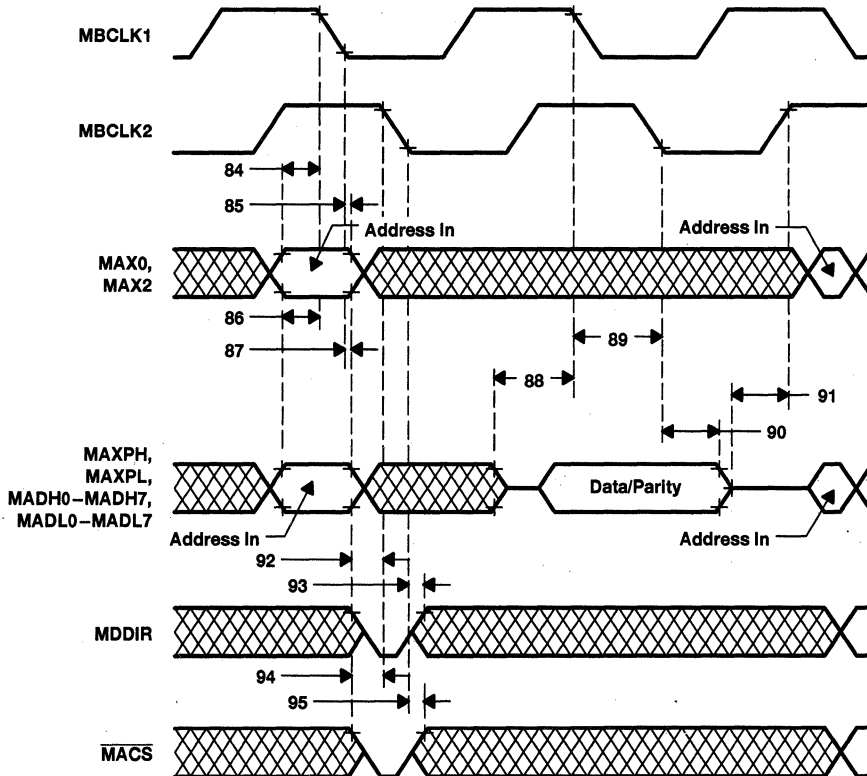 MBCLK1
MBCLK2
84
85
Address In
Address In
MAX0,
MAX2
86
87
89
88
91
90
MAXPH,
MAXPL,
MADH0–MADH7,
MADL0–MADL7
Data/Parity
Address In
Address In
92
93
MDDIR
94
95
MACS